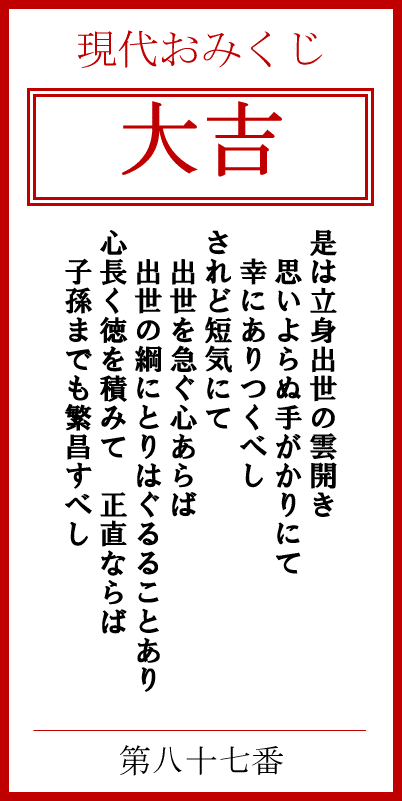 現代おみくじ
大吉
是は立身出世の雲開き
思いよらぬ手がかりにて
幸にありつくべし
されど短気にて
出世を急ぐ心あらば
出世の綱にとりはぐるることあり
心長く徳を積みて　正直ならば
子孫までも繁昌すべし
第八十七番